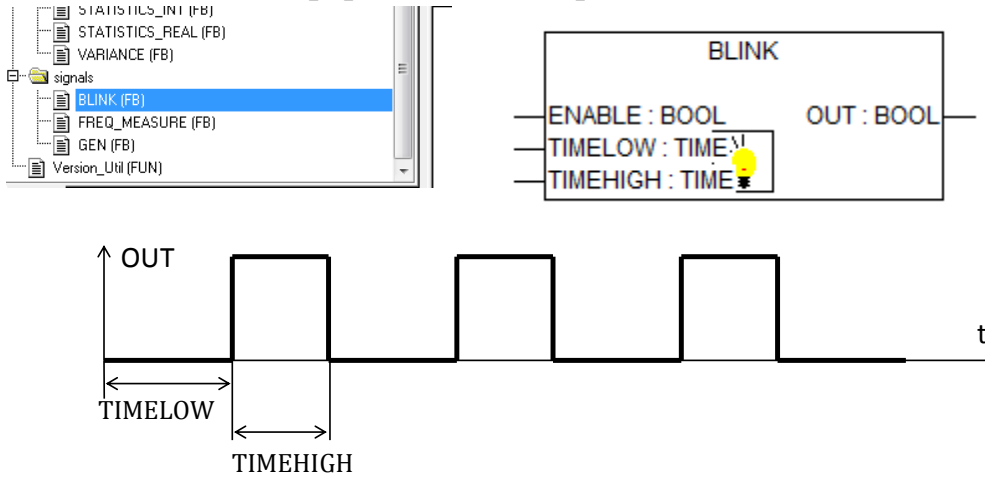 STATISTICS_INT (FB)
STATISTICS_REAL (FB)
VARIANCE (FB)
signals
BLINK (FB)
FREQ_MEASURE (FB)
GEN (FB)
Version_Util (FUN)
BLINK
ENABLE : BOOL OUT : BOOL
TIMELOW : TIME
TIMEHIGH : TIME
OUT
t
TIMELOW
TIMEHIGH